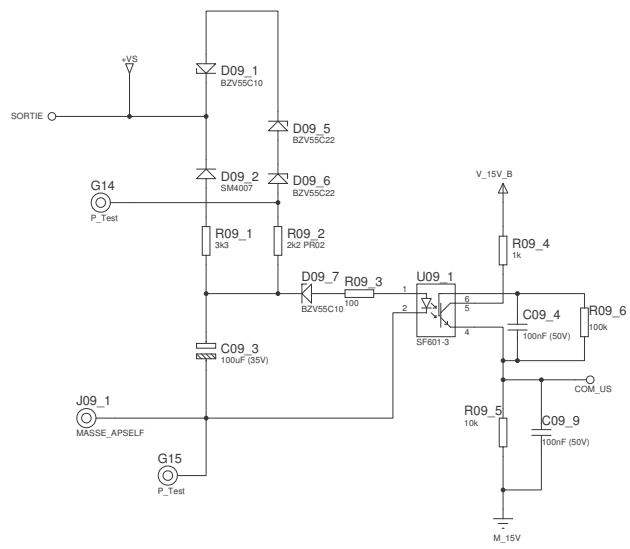 +VS
D09_1
BZV55C10
SORTIE
D09_5
BZV55C22
D09_2
SM4007
D09_6
BZV55C22
V_15V_B
G14
P_Test
R09_1
3k3
R09_2
2k2 PR02
R09_4
1k
D09_7
BZV55C10
R09_3
100
U09_1
1
2
6
5
4
SF601-3
C09_4
100nF (50V)
R09_6
100k
C09_3
100uF (35V)
COM_US
J09_1
MASSE_APSELF
R09_5
10k
C09_9
100nF (50V)
G15
P_Test
M_15V